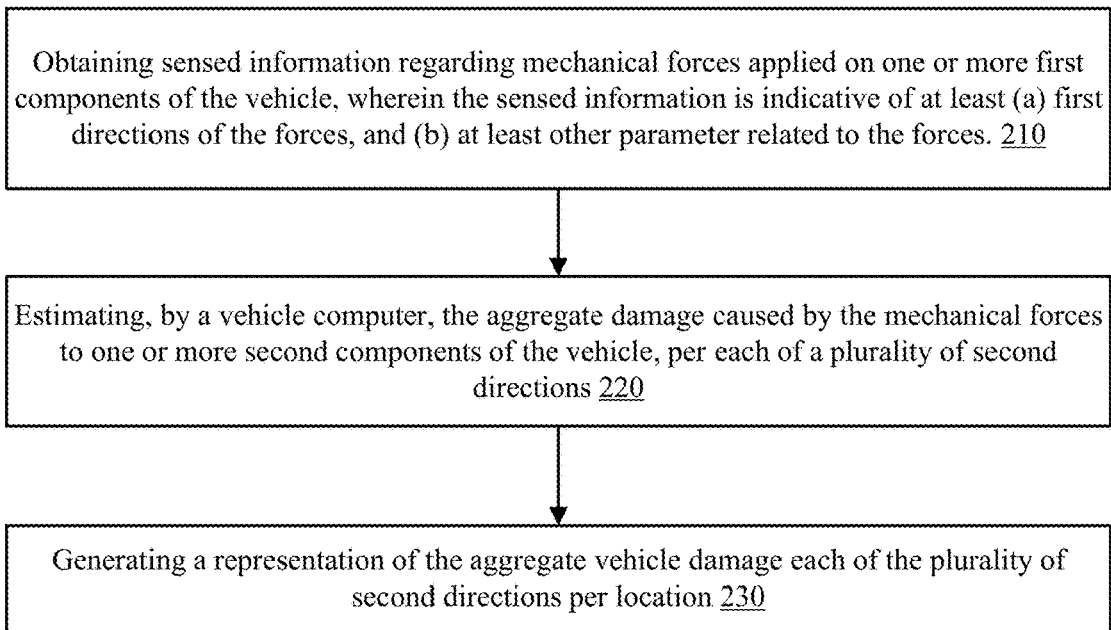 Obtaining sensed information regarding mechanical forces applied on one or more first
components of the vehicle, wherein the sensed information is indicative of at least (a) first
directions of the forces, and (b) at least other parameter related to the forces. 210
Estimating, by a vehicle computer, the aggregate damage caused by the mechanical forces
to one or more second components of the vehicle, per each of a plurality of second
directions 220
Generating a representation of the aggregate vehicle damage each of the plurality of
second directions per location 230